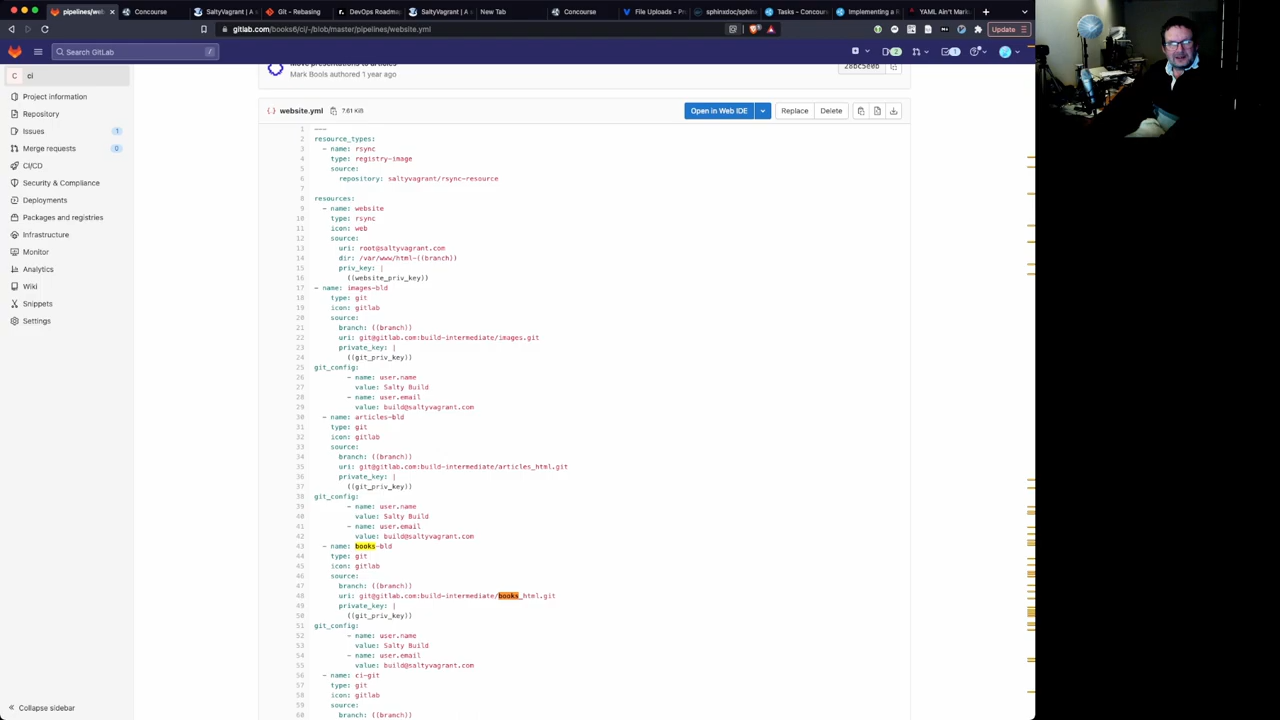 pipelines/we
Concourse
SaltyVagrant | A s
Git - Rebasing
DevOps Roadma
SaltyVagrant | A s
New Tab
Concourse
File Uploads - Pr
sphinxdoc/sphin
Tasks - Concour
Implementing a R
YAML Ain't Mark
gitlab.com/books6/ci/-/blob/master/pipelines/website.yml
Update
Search GitLab
/
2
1
C ci
Project information
Repository
Issues 1
Merge requests 0
CI/CD
Security & Compliance
Deployments
Packages and registries
Infrastructure
Monitor
Analytics
Wiki
Snippets
Settings
Collapse sidebar
Move presentations to articles
Mark Bools authored 1 year ago
28bc5eeb
website.yml 7.61 KiB
Open in Web IDE
Replace
Delete
1 ---
2 resource_types:
3 - name: rsync
4 type: registry-image
5 source:
6 repository: saltyvagrant/rsync-resource
7
8 resources:
9 - name: website
10 type: rsync
11 icon: web
12 source:
13 uri: root@saltyvagrant.com
14 dir: /var/www/html-((branch))
15 priv_key: |
16 ((website_priv_key))
17 - name: images-bld
18 type: git
19 icon: gitlab
20 source:
21 branch: ((branch))
22 uri: git@gitlab.com:build-intermediate/images.git
23 private_key: |
24 ((git_priv_key))
25 git_config:
26 - name: user.name
27 value: Salty Build
28 - name: user.email
29 value: build@saltyvagrant.com
30 - name: articles-bld
31 type: git
32 icon: gitlab
33 source:
34 branch: ((branch))
35 uri: git@gitlab.com:build-intermediate/articles_html.git
36 private_key: |
37 ((git_priv_key))
38 git_config:
39 - name: user.name
40 value: Salty Build
41 - name: user.email
42 value: build@saltyvagrant.com
43 - name: books-bld
44 type: git
45 icon: gitlab
46 source:
47 branch: ((branch))
48 uri: git@gitlab.com:build-intermediate/books_html.git
49 private_key: |
50 ((git_priv_key))
51 git_config:
52 - name: user.name
53 value: Salty Build
54 - name: user.email
55 value: build@saltyvagrant.com
56 - name: ci-git
57 type: git
58 icon: gitlab
59 source:
60 branch: ((branch))